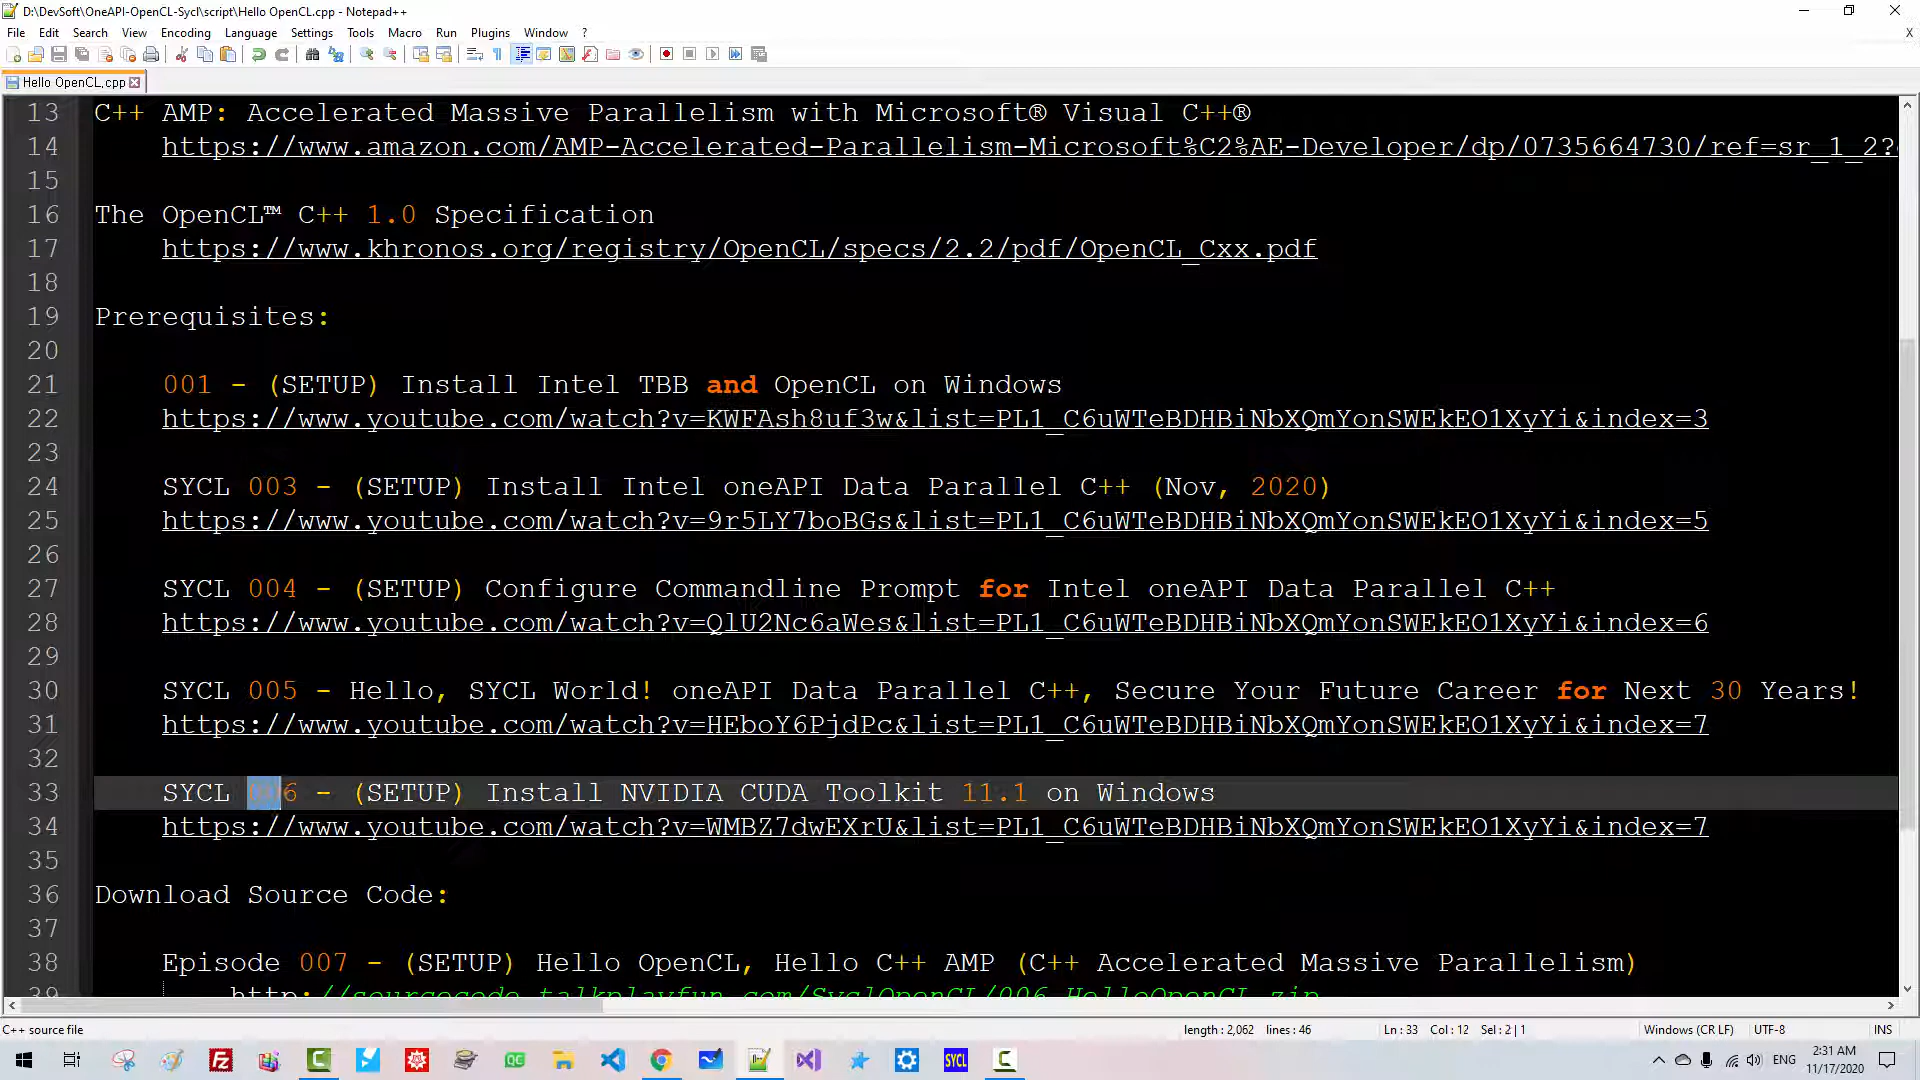 D:\DevSoft\OneAPI-OpenCL-Sycl\script\Hello OpenCL.cpp - Notepad++
File Edit Search View Encoding Language Settings Tools Macro Run Plugins Window ? X
Hello OpenCL.cpp
13 C++ AMP: Accelerated Massive Parallelism with Microsoft® Visual C++®
14 https://www.amazon.com/AMP-Accelerated-Parallelism-Microsoft%C2%AE-Developer/dp/0735664730/ref=sr_1_2?
15
16 The OpenCL™ C++ 1.0 Specification
17 https://www.khronos.org/registry/OpenCL/specs/2.2/pdf/OpenCL_Cxx.pdf
18
19 Prerequisites:
20
21 001 - (SETUP) Install Intel TBB and OpenCL on Windows
22 https://www.youtube.com/watch?v=KWFAsh8uf3w&list=PL1_C6uWTeBDHBiNbXQmYonSWEkEO1XyYi&index=3
23
24 SYCL 003 - (SETUP) Install Intel oneAPI Data Parallel C++ (Nov, 2020)
25 https://www.youtube.com/watch?v=9r5LY7boBGs&list=PL1_C6uWTeBDHBiNbXQmYonSWEkEO1XyYi&index=5
26
27 SYCL 004 - (SETUP) Configure Commandline Prompt for Intel oneAPI Data Parallel C++
28 https://www.youtube.com/watch?v=QlU2Nc6aWes&list=PL1_C6uWTeBDHBiNbXQmYonSWEkEO1XyYi&index=6
29
30 SYCL 005 - Hello, SYCL World! oneAPI Data Parallel C++, Secure Your Future Career for Next 30 Years!
31 https://www.youtube.com/watch?v=HEboY6PjdPc&list=PL1_C6uWTeBDHBiNbXQmYonSWEkEO1XyYi&index=7
32
33 SYCL 006 - (SETUP) Install NVIDIA CUDA Toolkit 11.1 on Windows
34 https://www.youtube.com/watch?v=WMBZ7dwEXrU&list=PL1_C6uWTeBDHBiNbXQmYonSWEkEO1XyYi&index=7
35
36 Download Source Code:
37
38 Episode 007 - (SETUP) Hello OpenCL, Hello C++ AMP (C++ Accelerated Massive Parallelism)
39 http://sourcecode.talkplayfun.com/SyclOpenCL/006_HelloOpenCL.zip
C++ source file length : 2,062 lines : 46 Ln : 33 Col : 12 Sel : 2 | 1 Windows (CR LF) UTF-8 INS
SYCL ENG 2:31 AM
11/17/2020